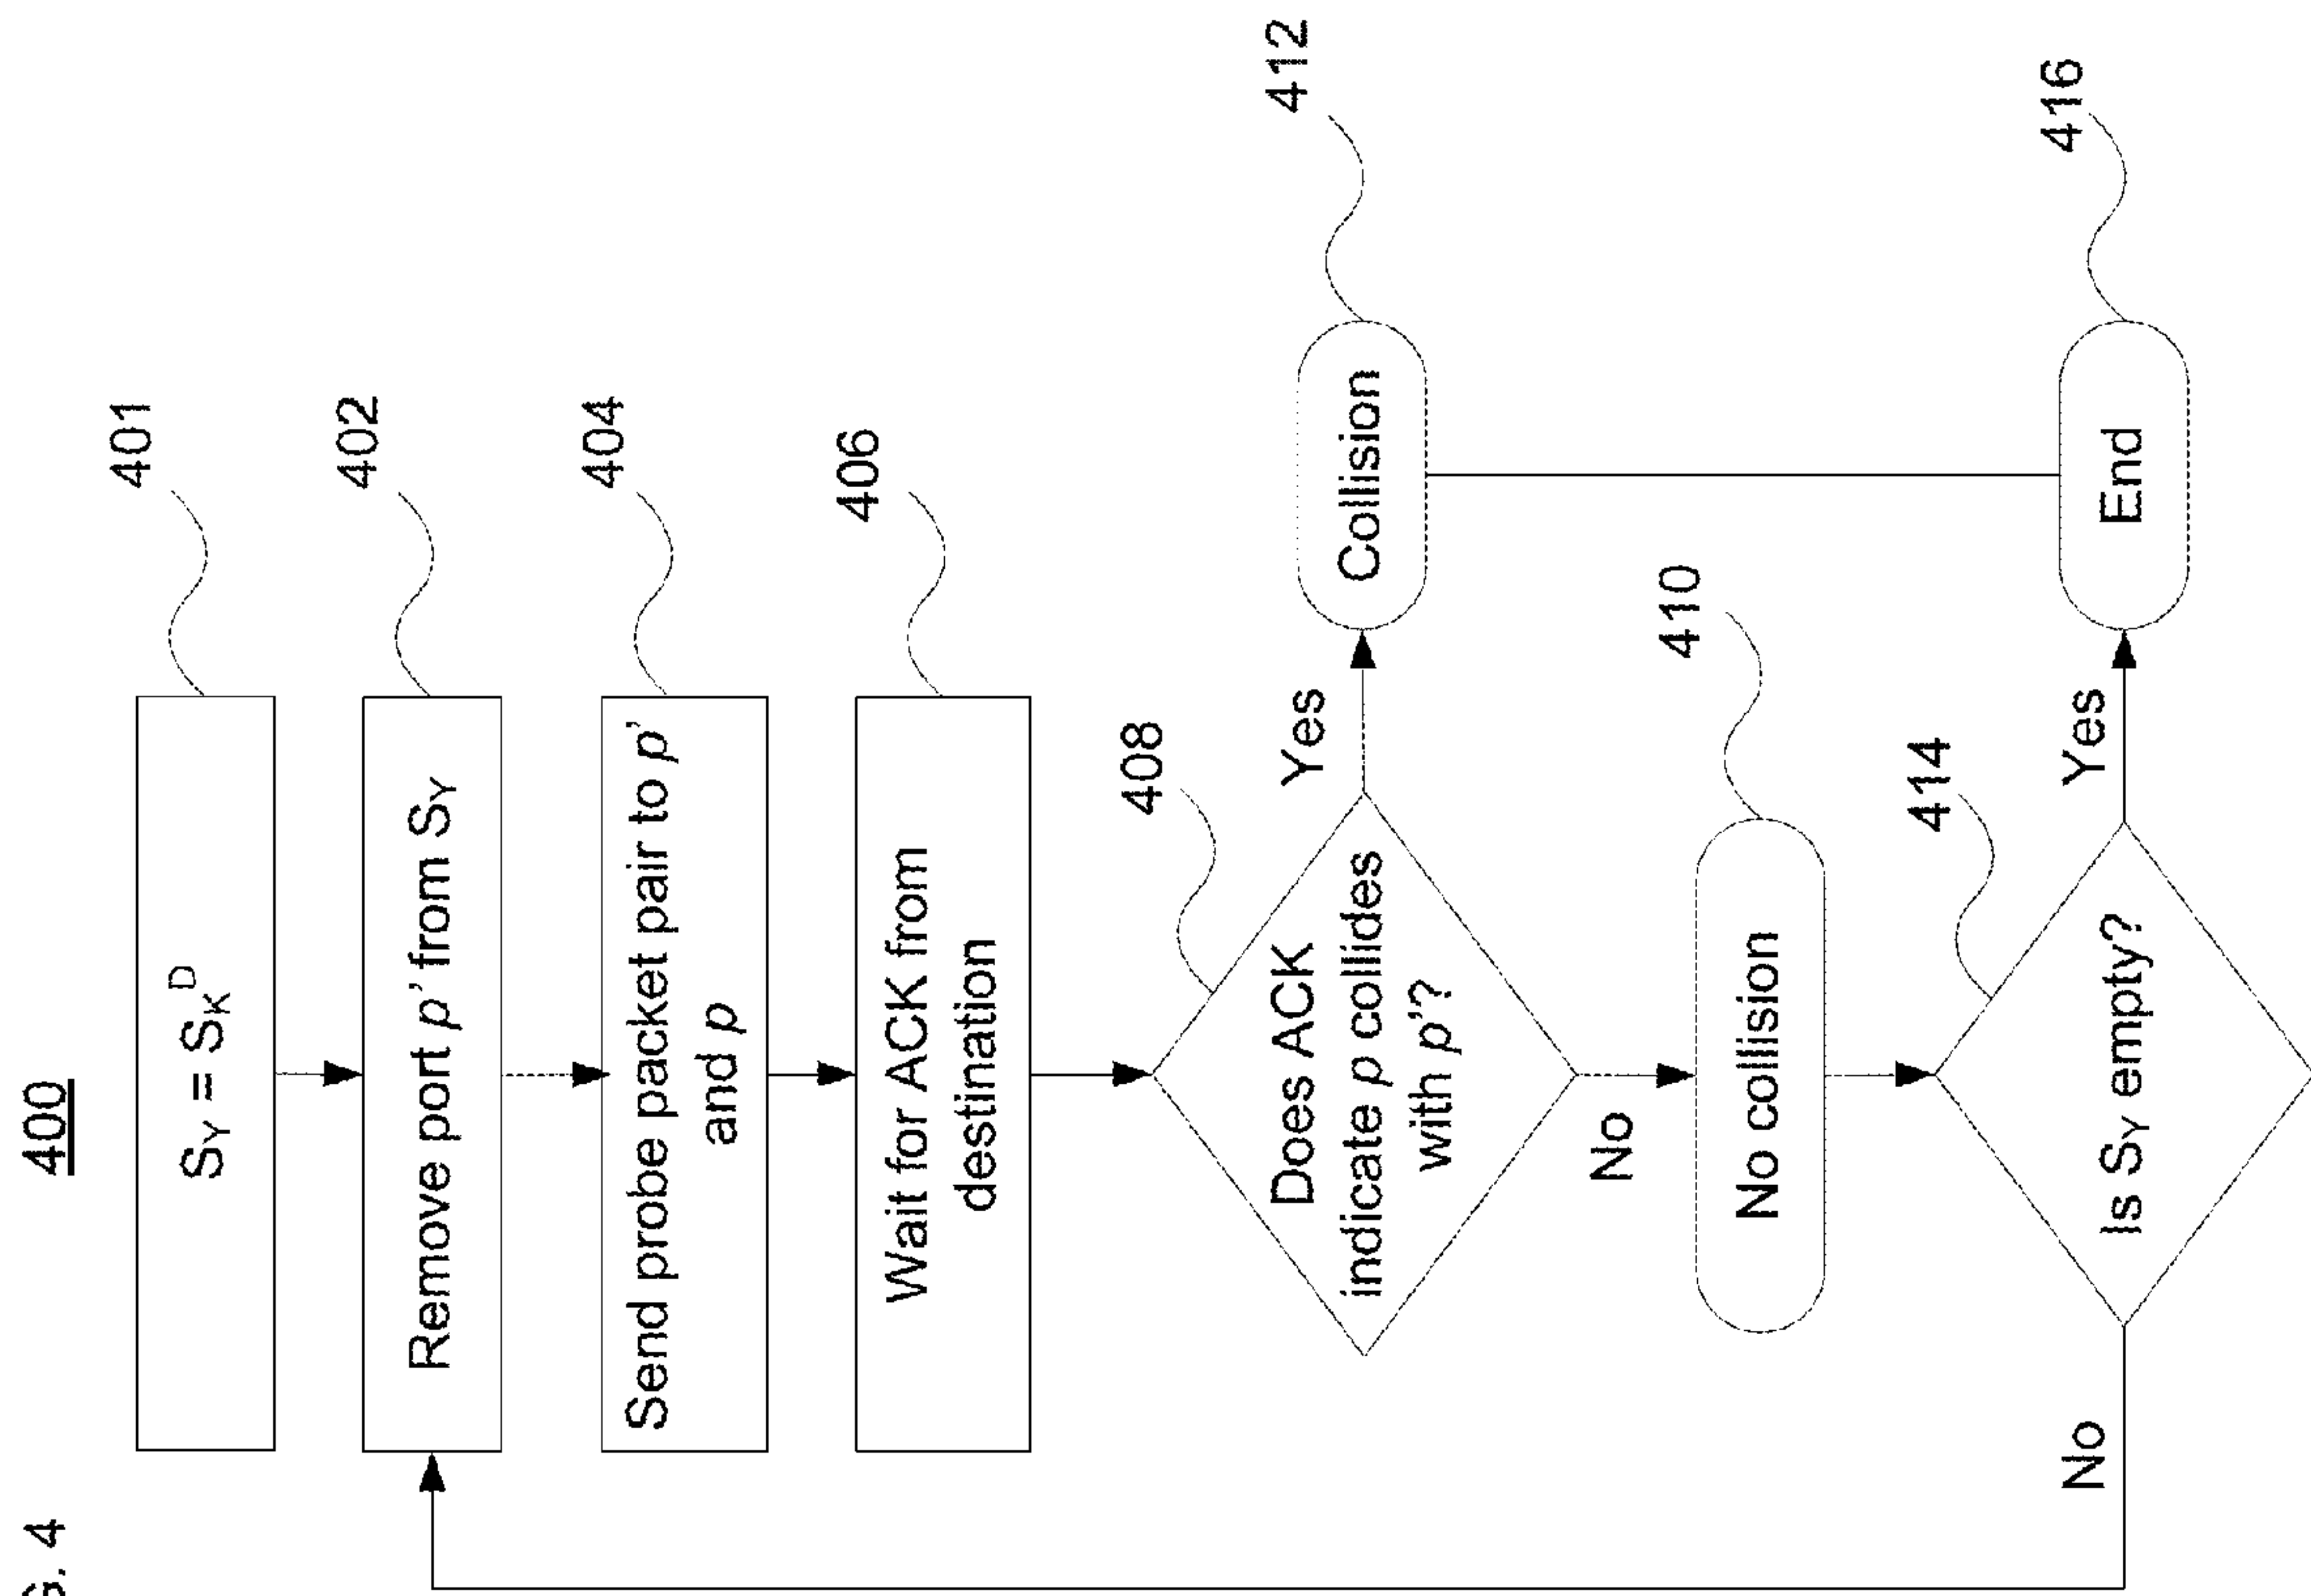 400
S_Y = S_K^D
401
Remove port p' from S_Y
402
Send probe packet pair to p'
and p
404
Wait for ACK from
destination
406
Does ACK
indicate p collides
with p'?
408
Yes
Collision
412
No
No collision
410
Is S_Y empty?
414
Yes
End
416
No
. 4